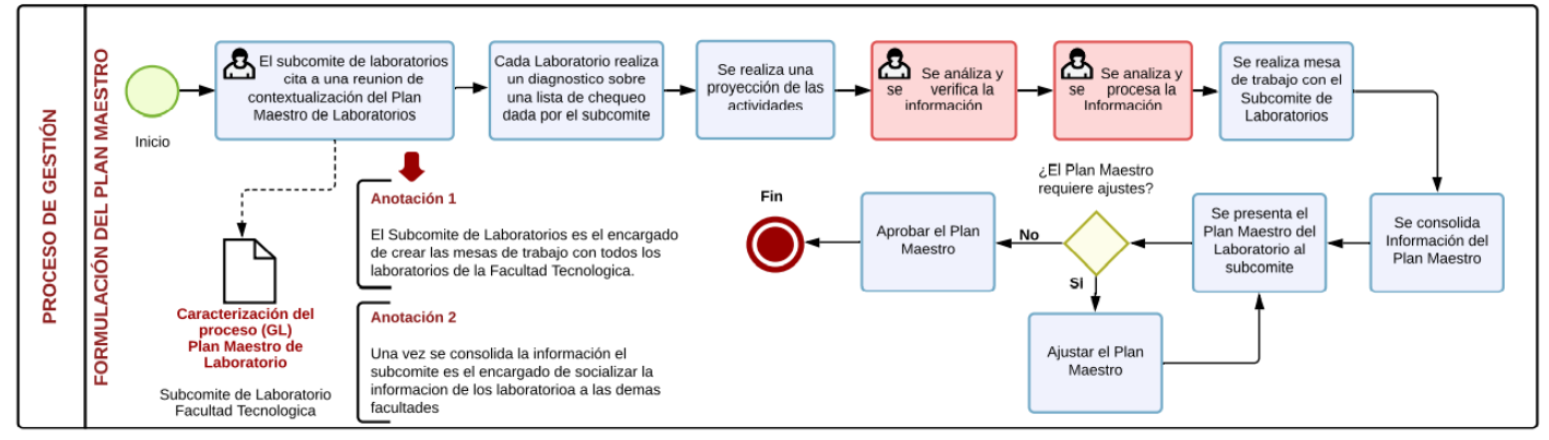 PROCESO DE GESTIÓN
FORMULACIÓN DEL PLAN MAESTRO
Inicio
El subcomite de laboratorios
cita a una reunion de
contextualización del Plan
Maestro de Laboratorios
Cada Laboratorio realiza
un diagnostico sobre
una lista de chequeo
dada por el subcomite
Se realiza una
proyección de las
actividades
Se análiza y
se verifica la
información
Se analiza y
se procesa la
Información
Se realiza mesa
de trabajo con el
Subcomite de
Laboratorios
Se consolida
Información del
Plan Maestro
Se presenta el
Plan Maestro del
Laboratorio al
subcomite
¿El Plan Maestro
requiere ajustes?
No
SI
Ajustar el Plan
Maestro
Aprobar el Plan
Maestro
Fin
Caracterización del
proceso (GL)
Plan Maestro de
Laboratorio
Subcomite de Laboratorio
Facultad Tecnologica
Anotación 1
El Subcomite de Laboratorios es el encargado
de crear las mesas de trabajo con todos los
laboratorios de la Facultad Tecnologica.
Anotación 2
Una vez se consolida la información el
subcomite es el encargado de socializar la
informacion de los laboratorioa a las demas
facultades